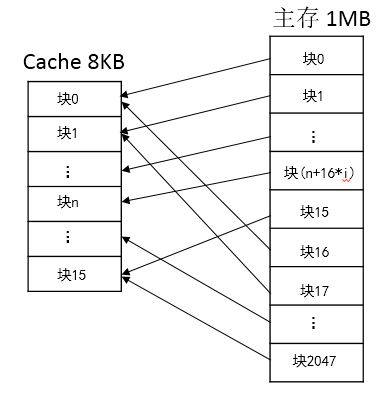 主存 1MB
Cache 8KB
块0
块1
⋮
块n
⋮
块15
块0
块1
⋮
块(n+16*i)
块15
块16
块17
⋮
块2047